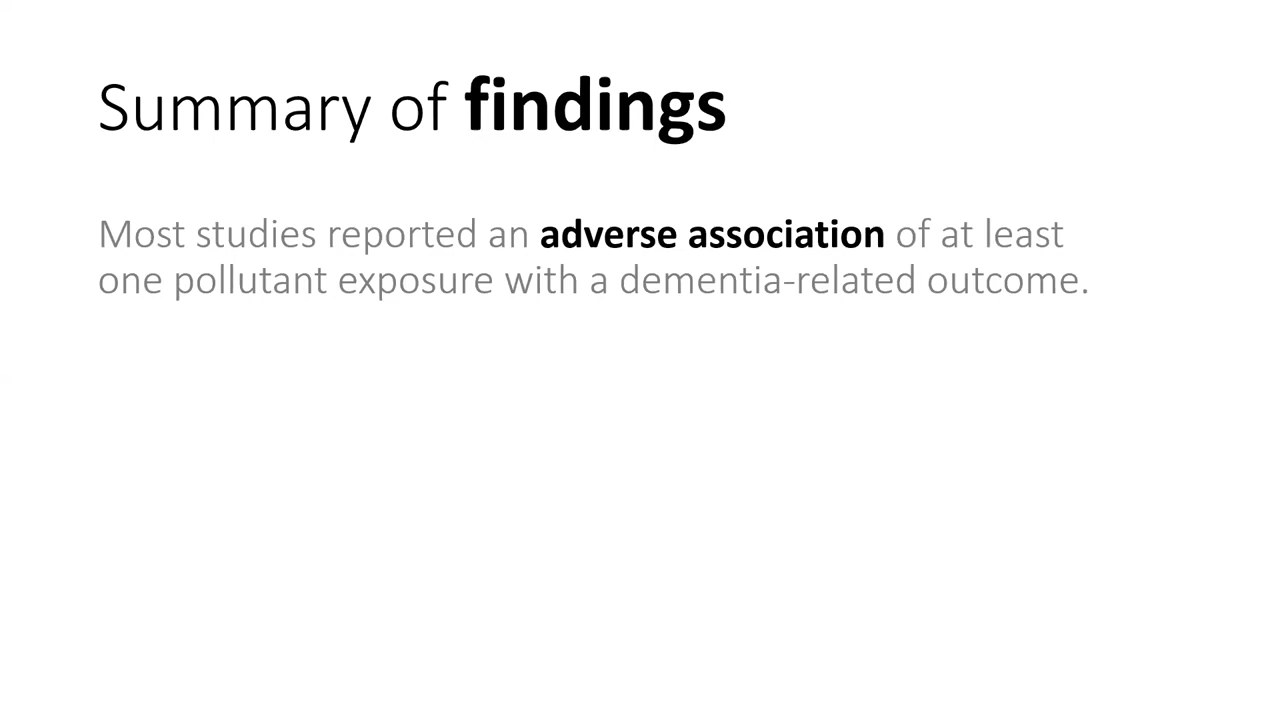 Summary of findings
Most studies reported an adverse association of at least
one pollutant exposure with a dementia-related outcome.